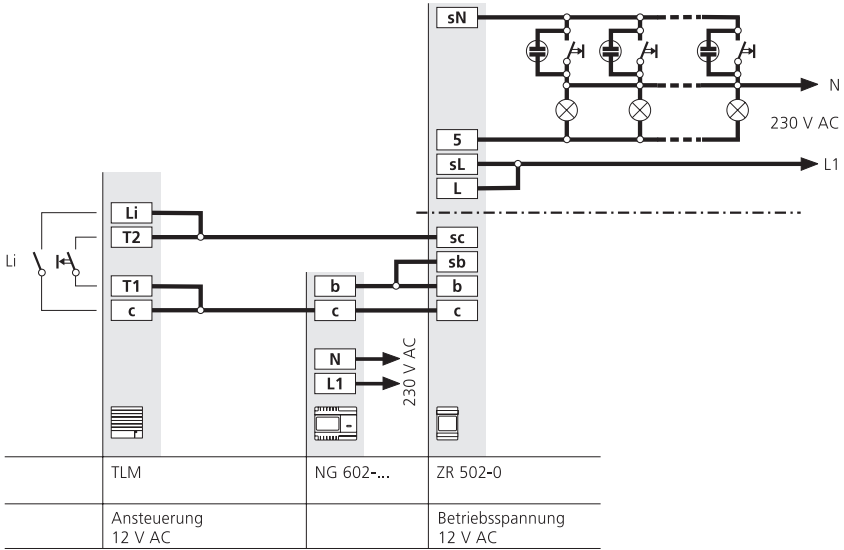 sN
N
230 V AC
5
sL
L1
L
Li
T2
sc
Li
sb
T1
b
b
c
c
c
N
L1
230 V AC
TLM
NG 602-...
ZR 502-0
Ansteuerung
12 V AC
Betriebsspannung
12 V AC